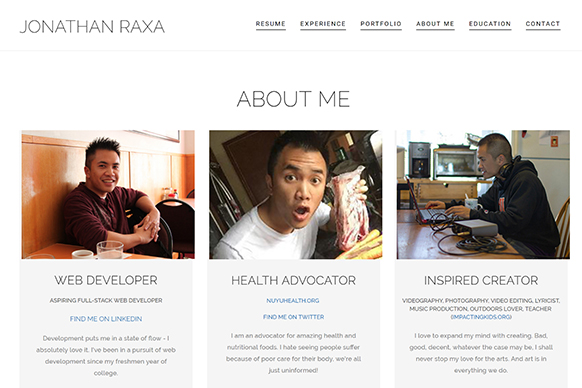 JONATHAN RAXA
RESUME EXPERIENCE PORTFOLIO ABOUT ME EDUCATION CONTACT
ABOUT ME
WEB DEVELOPER
ASPIRING FULL-STACK WEB DEVELOPER
FIND ME ON LINKEDIN
Development puts me in a state of flow - I
absolutely love it. I've been in a pursuit of web
development since my freshmen year of
college.
HEALTH ADVOCATOR
NUYUHEALTH.ORG
FIND ME ON TWITTER
I am an advocator for amazing health and
nutritional foods. I hate seeing people suffer
because of poor care for their body, we're all
just uninformed!
INSPIRED CREATOR
VIDEOGRAPHY, PHOTOGRAPHY, VIDEO EDITING, LYRICIST,
MUSIC PRODUCTION, OUTDOORS LOVER, TEACHER
(IMPACTINGKIDS.ORG)
I love to expand my mind with creating. Bad,
good, decent, whatever the case may be, I shall
never stop my love for the arts. And art is in
everything we do.